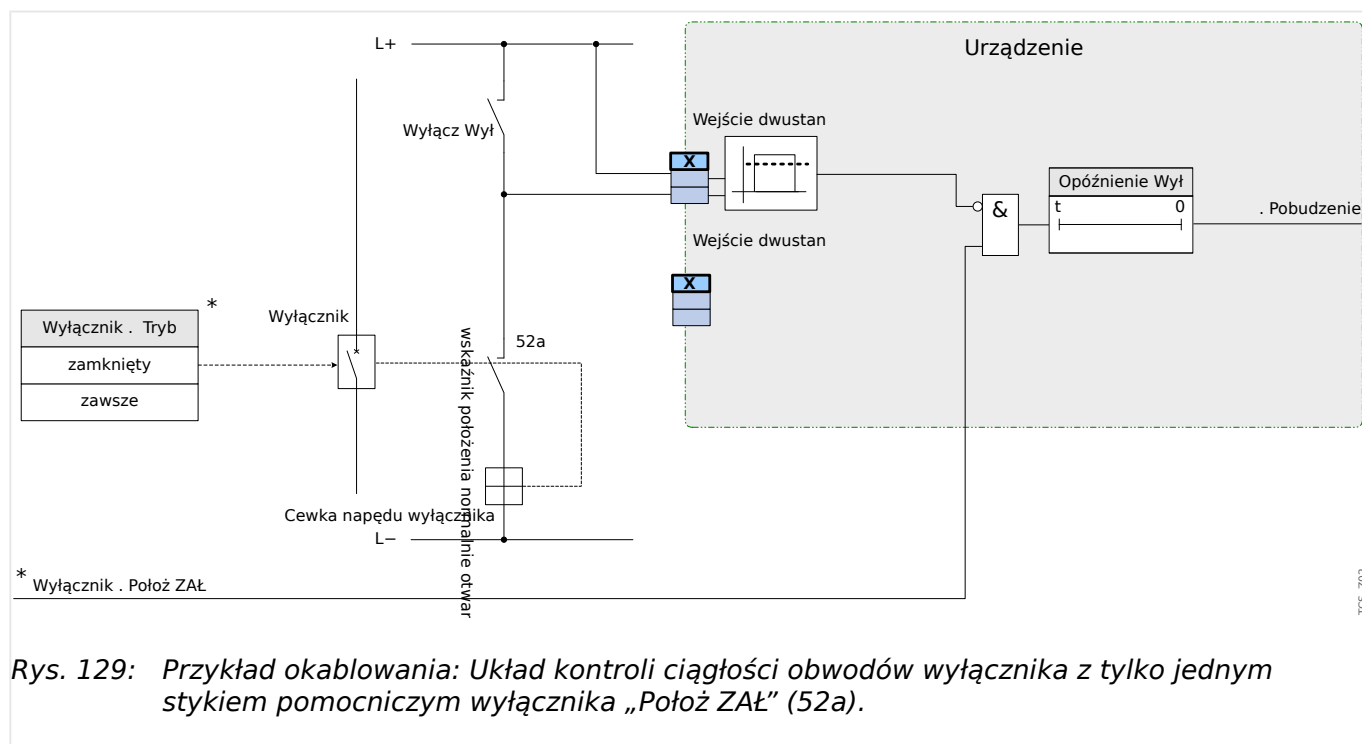 L+
Urządzenie
Wejście dwustan
Wyłącz Wył
X
Opóźnienie Wył
&
t 0
. Pobudzenie
Wejście dwustan
X
*
Wyłącznik
Wyłącznik . Tryb
52a
zamknięty
zawsze
wskaźnik położenia normalnie otwar
Cewka napędu wyłącznika
L−
* Wyłącznik . Położ ZAŁ
Rys. 129: Przykład okablowania: Układ kontroli ciągłości obwodów wyłącznika z tylko jednym
stykiem pomocniczym wyłącznika „Położ ZAŁ” (52a).